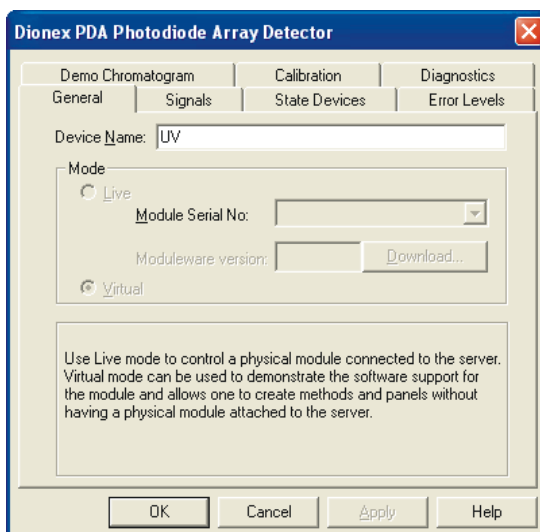 Dionex PDA Photodiode Array Detector
Demo Chromatogram Calibration Diagnostics
General Signals State Devices Error Levels
Device Name: UV
Mode
Live
Module Serial No:
Moduleware version: Download...
Virtual
Use Live mode to control a physical module connected to the server.
Virtual mode can be used to demonstrate the software support for
the module and allows one to create methods and panels without
having a physical module attached to the server.
OK Cancel Apply Help